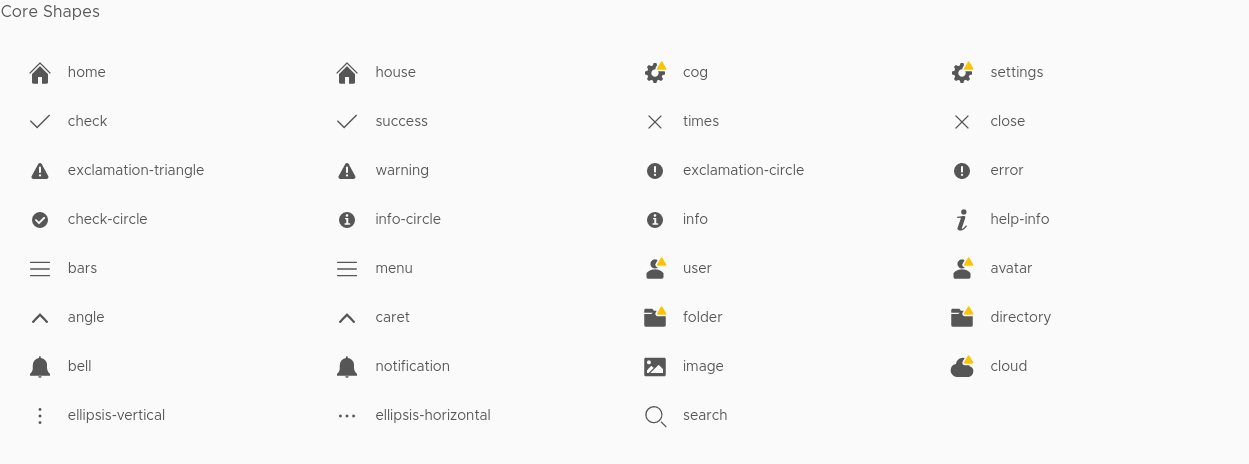 Core Shapes
home house cog settings
check success times close
exclamation-triangle warning exclamation-circle error
check-circle info-circle info help-info
bars menu user avatar
angle caret folder directory
bell notification image cloud
ellipsis-vertical ellipsis-horizontal search